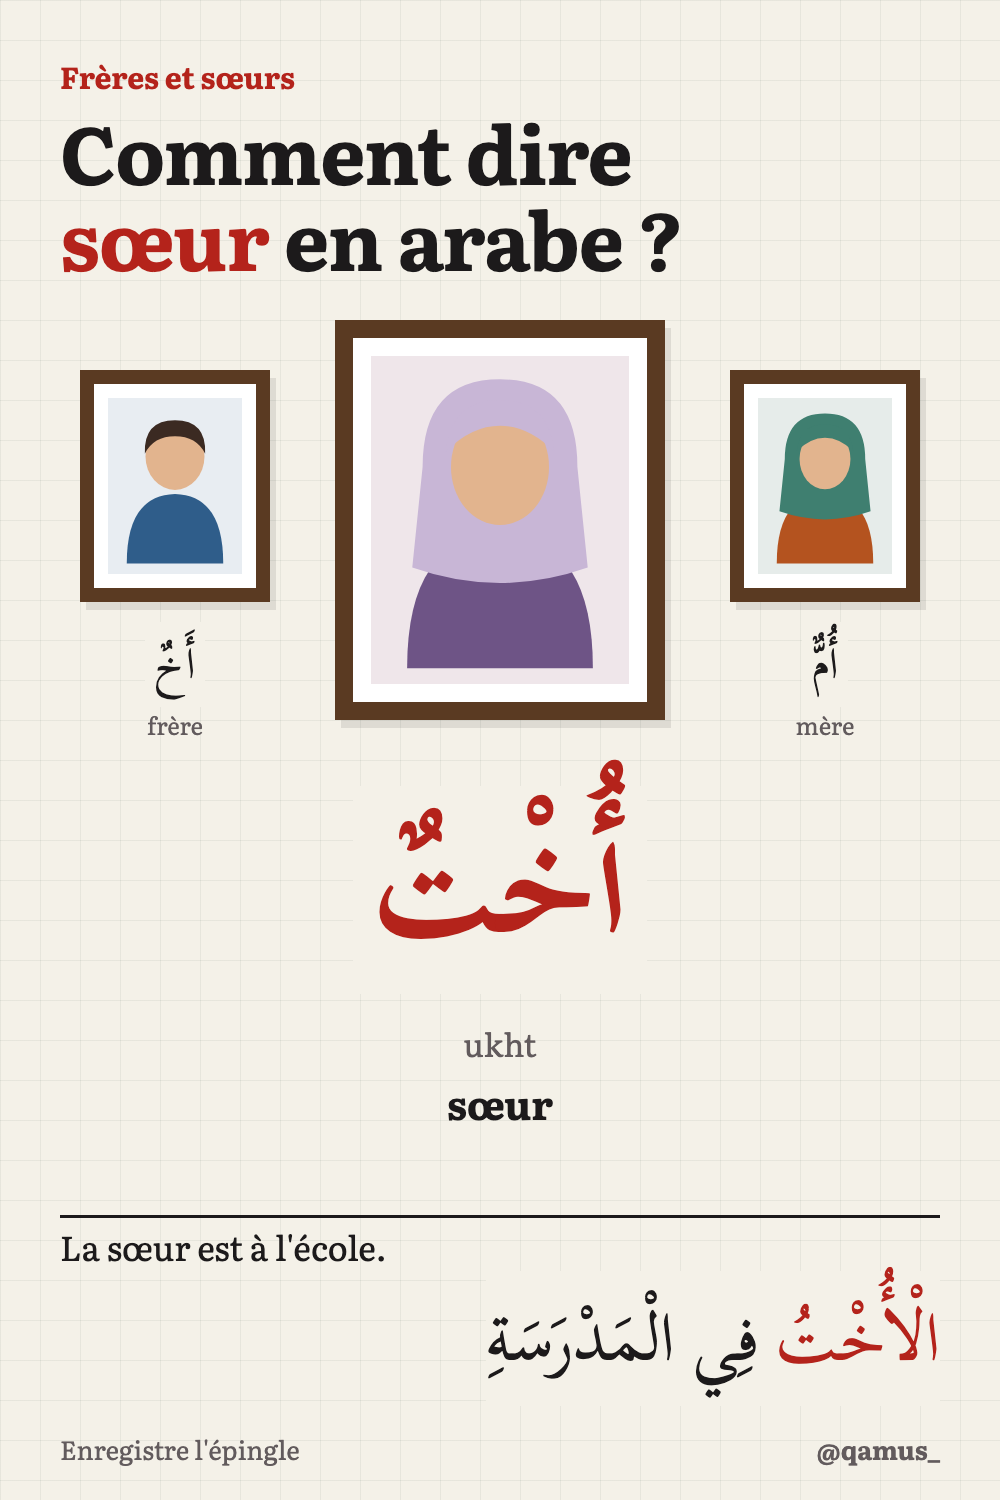 Frères et sœurs
Comment dire
sœur en arabe ?
أَخٌ
frère
أُمٌّ
mère
أُخْتٌ
ukht
sœur
La sœur est à l'école.
الْأُخْتُ فِي الْمَدْرَسَةِ
Enregistre l'épingle
@qamus_